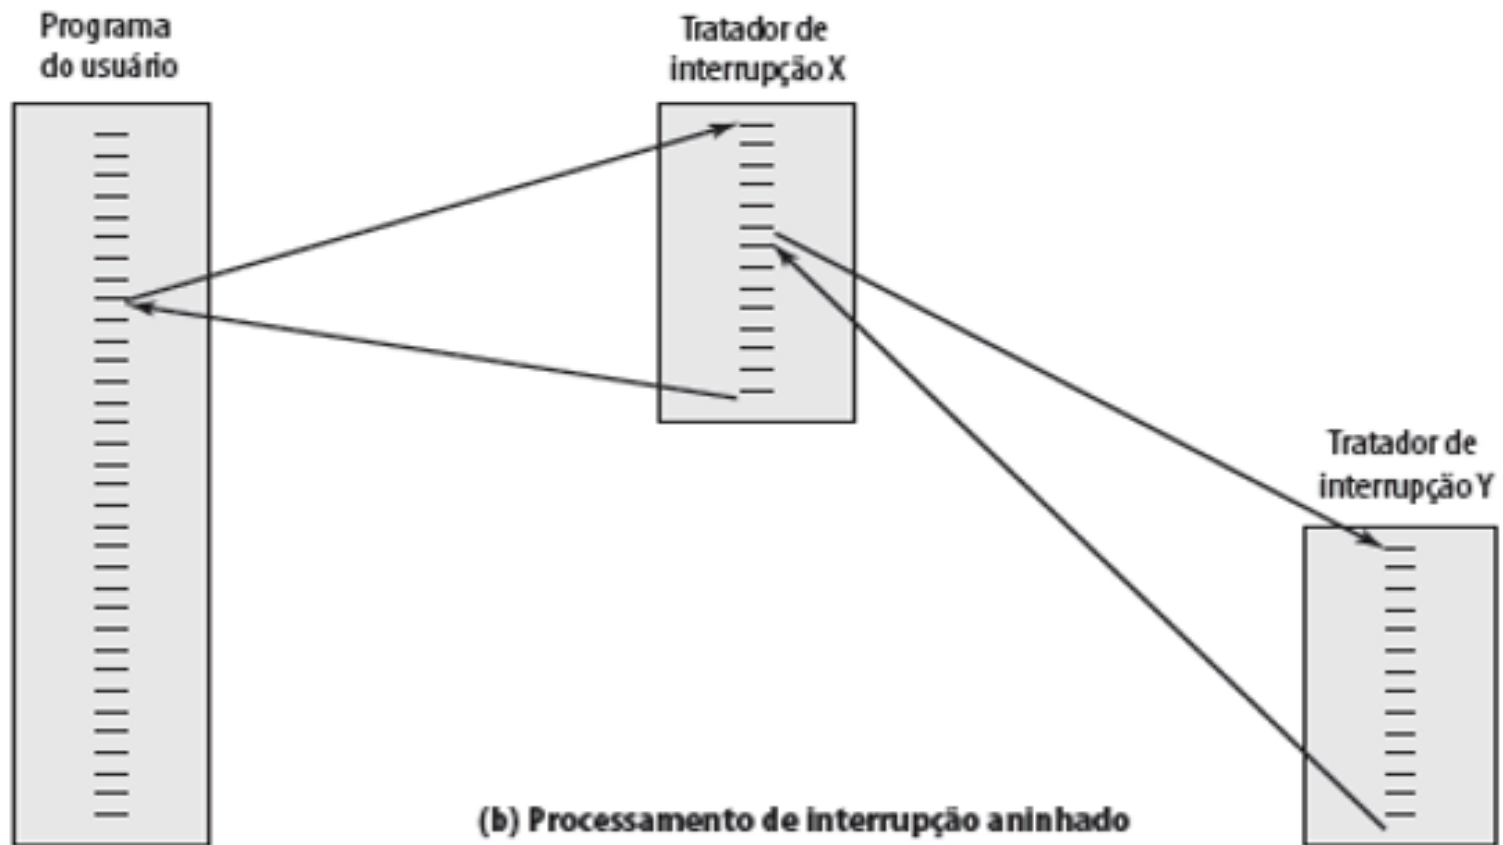 Programa
do usuário
Tratador de
interrupção X
Tratador de
interrupção Y
(b) Processamento de interrupção aninhado